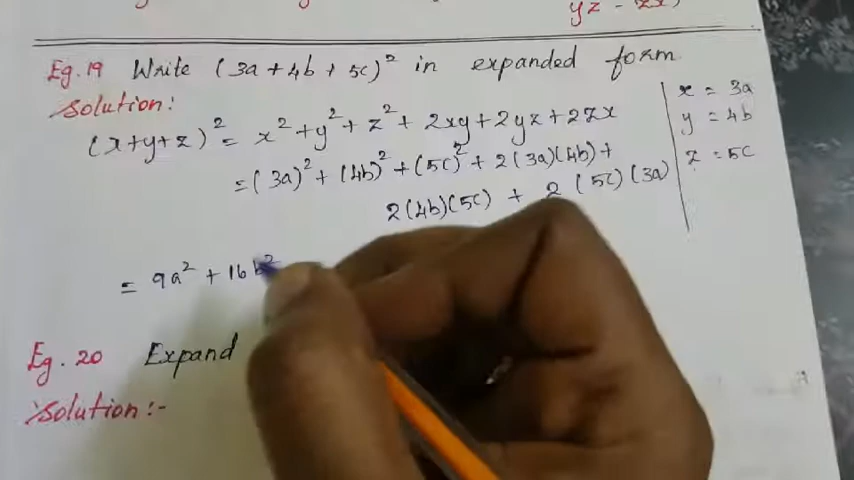 yz - zx)
Eg.19 Write (3a + 4b + 5c)² in expanded form
Solution:
(x+y+z)² = x² + y² + z² + 2xy + 2yz + 2zx
x = 3a
y = 4b
z = 5c
= (3a)² + (4b)² + (5c)² + 2(3a)(4b) +
2(4b)(5c) + 2(5c)(3a)
= 9a² + 16b²
Eg. 20 Expand
Solution :-